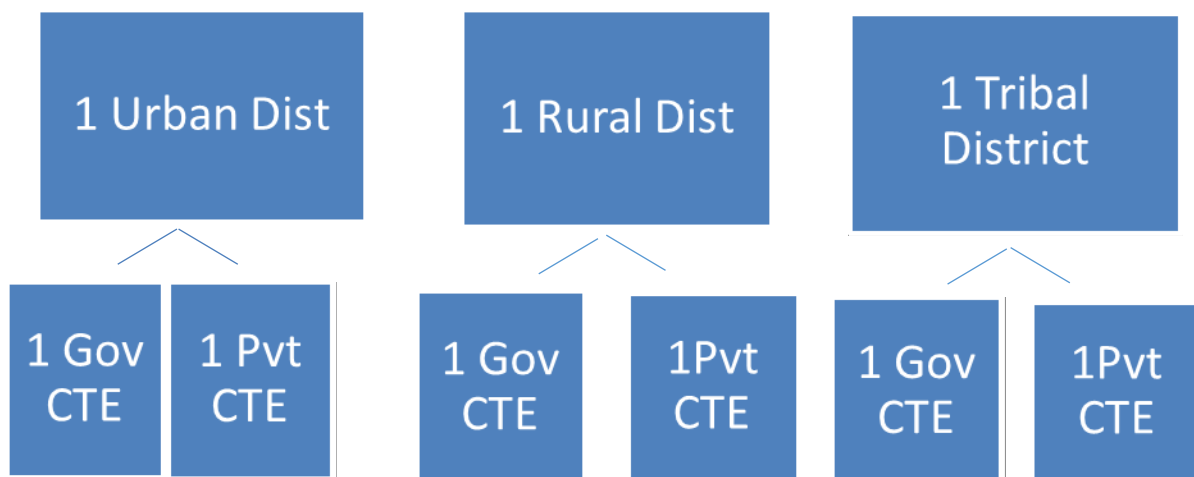 1 Urban Dist
1 Rural Dist
1 Tribal
District
1 Gov
CTE
1 Pvt
CTE
1 Gov
CTE
1Pvt
CTE
1 Gov
CTE
1Pvt
CTE